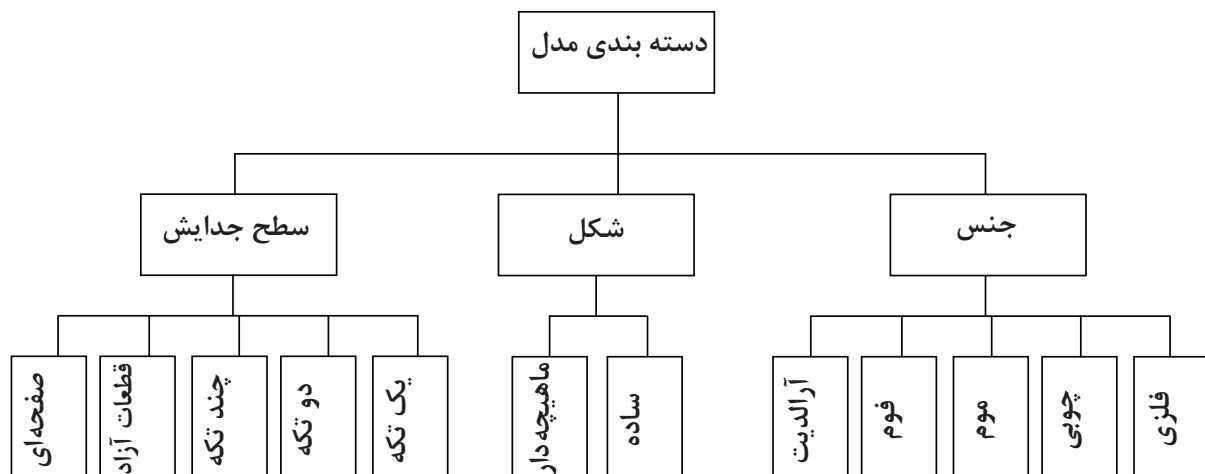 دسته بندی مدل
جنس
شکل
سطح جدایش
فلزی
چوبی
موم
فوم
آرالدیت
ساده
ماهیچه‌دار
یک تکه
دو تکه
چند تکه
قطعات آزاد
صفحه‌ای